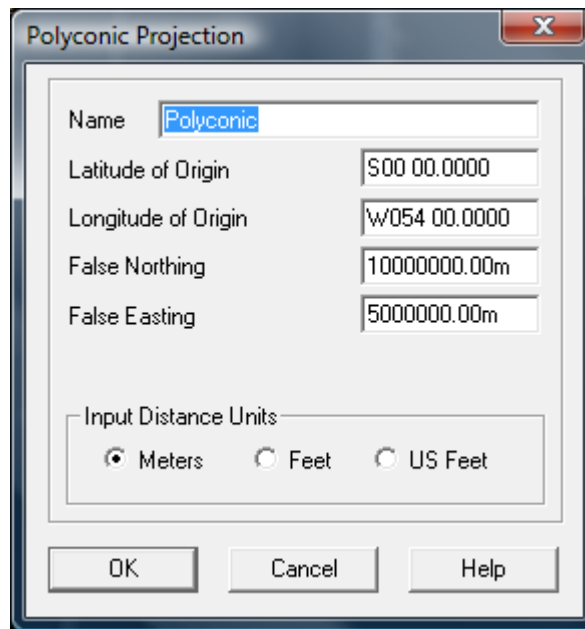 Polyconic Projection
Name Polyconic
Latitude of Origin S00 00.0000
Longitude of Origin W054 00.0000
False Northing 10000000.00m
False Easting 5000000.00m
Input Distance Units
Meters Feet US Feet
OK Cancel Help